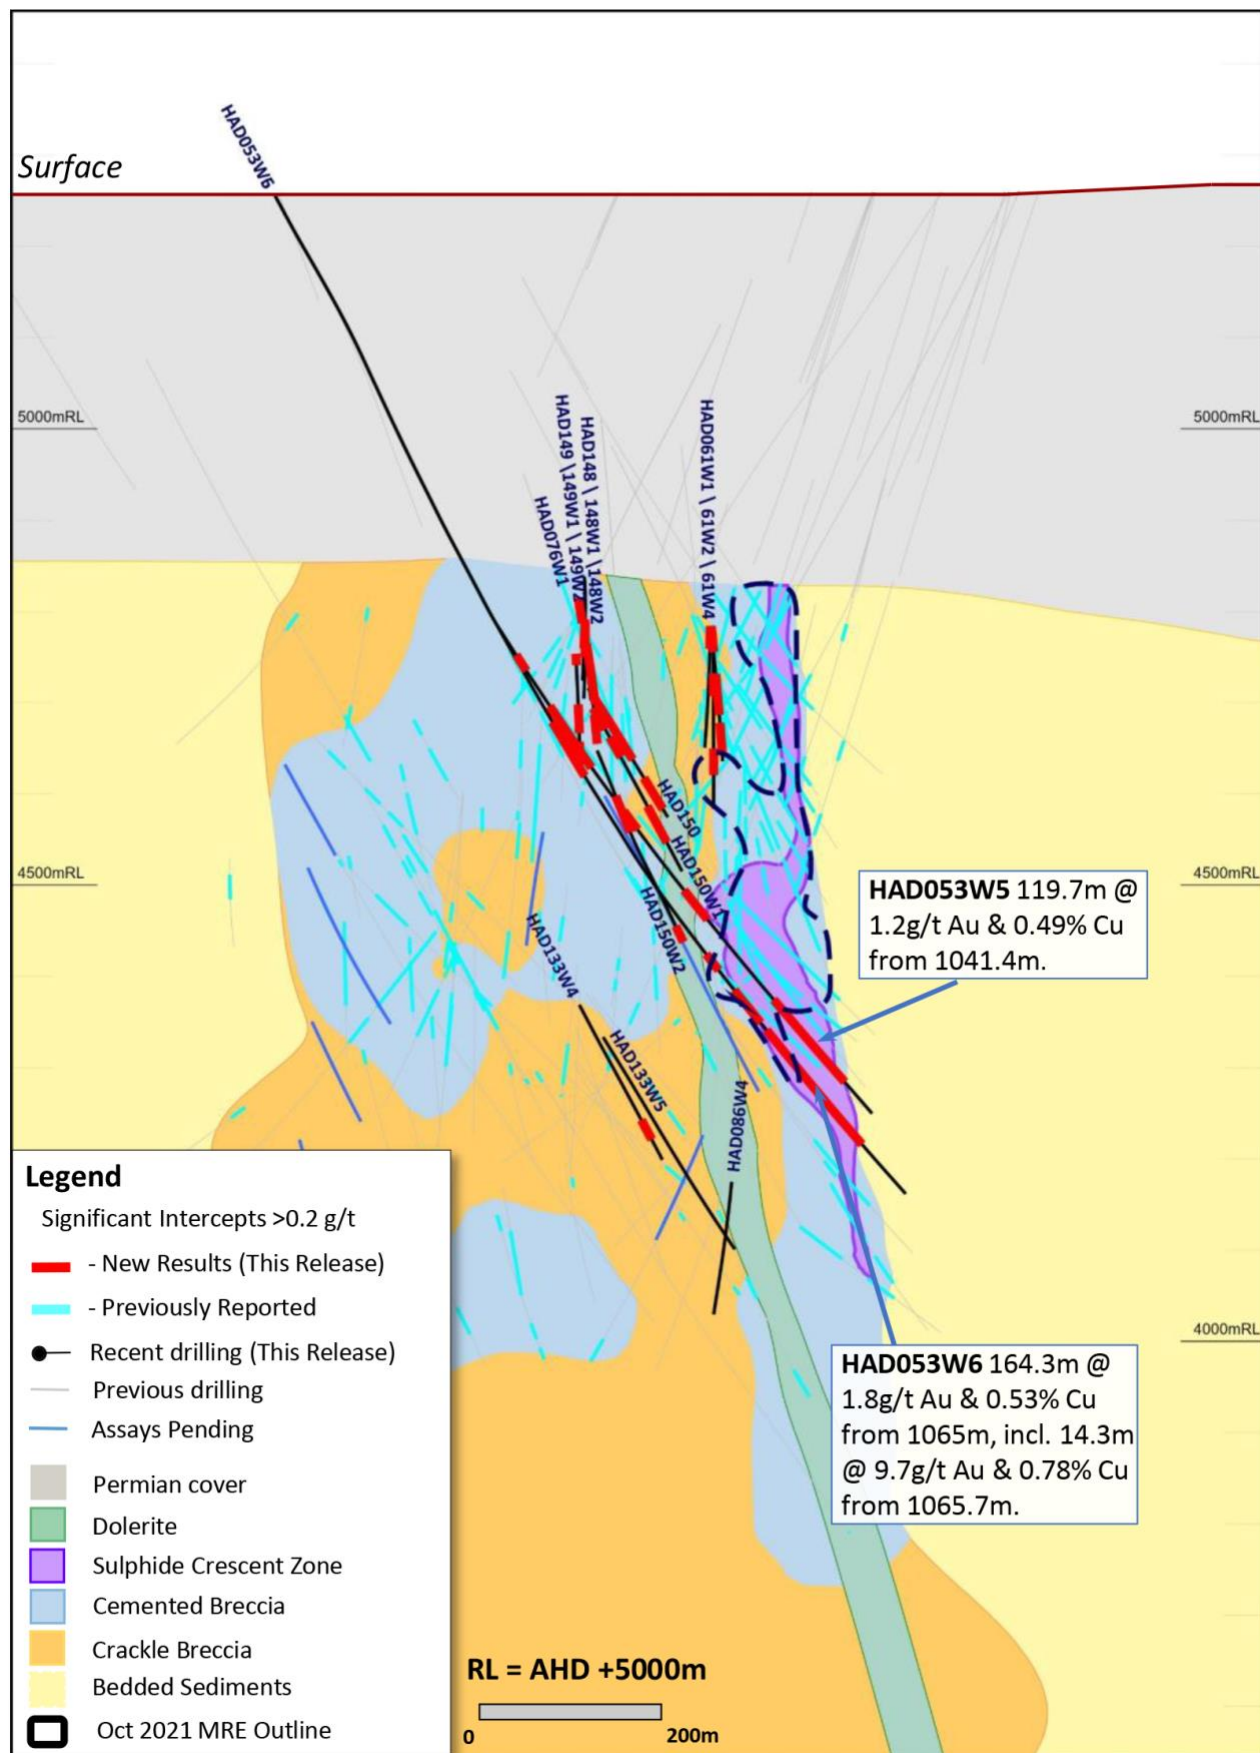 HAD053W6
Surface
5000mRL
5000mRL
HAD149 \149W1 \ 149W2
HAD148 \ 148W1 \148W2
HAD076W1
HAD061W1 \ 61W2 \ 61W4
HAD150
HAD150W1
HAD150W2
4500mRL
4500mRL
HAD053W5 119.7m @
1.2g/t Au & 0.49% Cu
from 1041.4m.
HAD133W4
HAD133W5
HAD086W4
4000mRL
HAD053W6 164.3m @
1.8g/t Au & 0.53% Cu
from 1065m, incl. 14.3m
@ 9.7g/t Au & 0.78% Cu
from 1065.7m.
Legend
Significant Intercepts >0.2 g/t
- New Results (This Release)
- Previously Reported
Recent drilling (This Release)
Previous drilling
Assays Pending
Permian cover
Dolerite
Sulphide Crescent Zone
Cemented Breccia
Crackle Breccia
Bedded Sediments
Oct 2021 MRE Outline
RL = AHD +5000m
0 200m